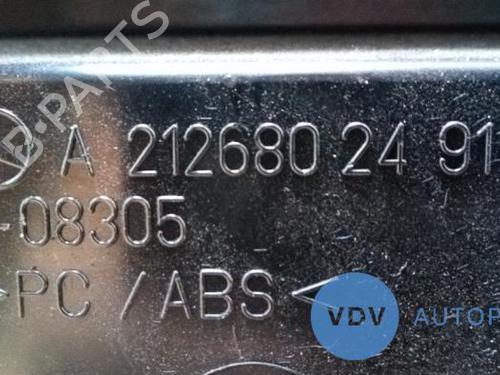 B-PARTS
A 212680 24 91
-08305
>PC / ABS<
VDV AUTOP